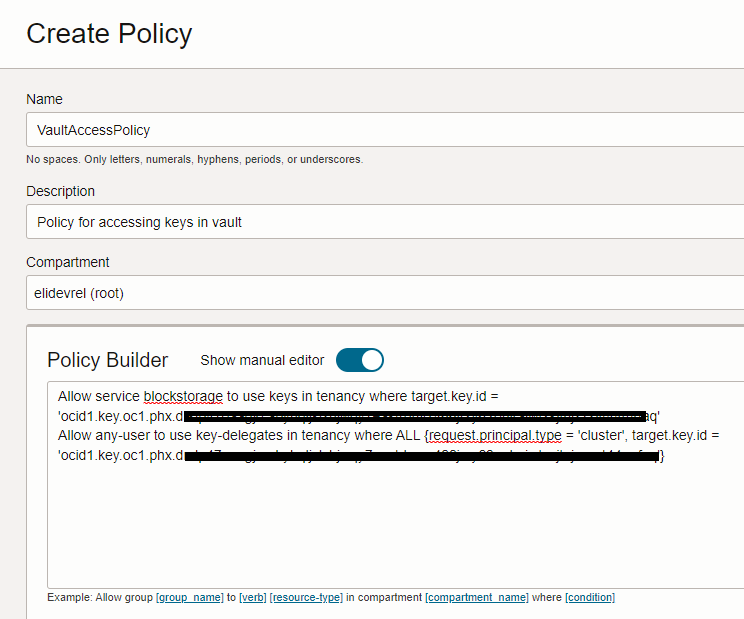 Create Policy
Name
VaultAccessPolicy
No spaces. Only letters, numerals, hyphens, periods, or underscores.
Description
Policy for accessing keys in vault
Compartment
elidevrel (root)
Policy Builder Show manual editor
Allow service blockstorage to use keys in tenancy where target.key.id =
'ocid1.key.oc1.phx.d aq'
Allow any-user to use key-delegates in tenancy where ALL {request.principal.type = 'cluster', target.key.id =
'ocid1.key.oc1.phx.d }
Example: Allow group [group_name] to [verb] [resource-type] in compartment [compartment_name] where [condition]